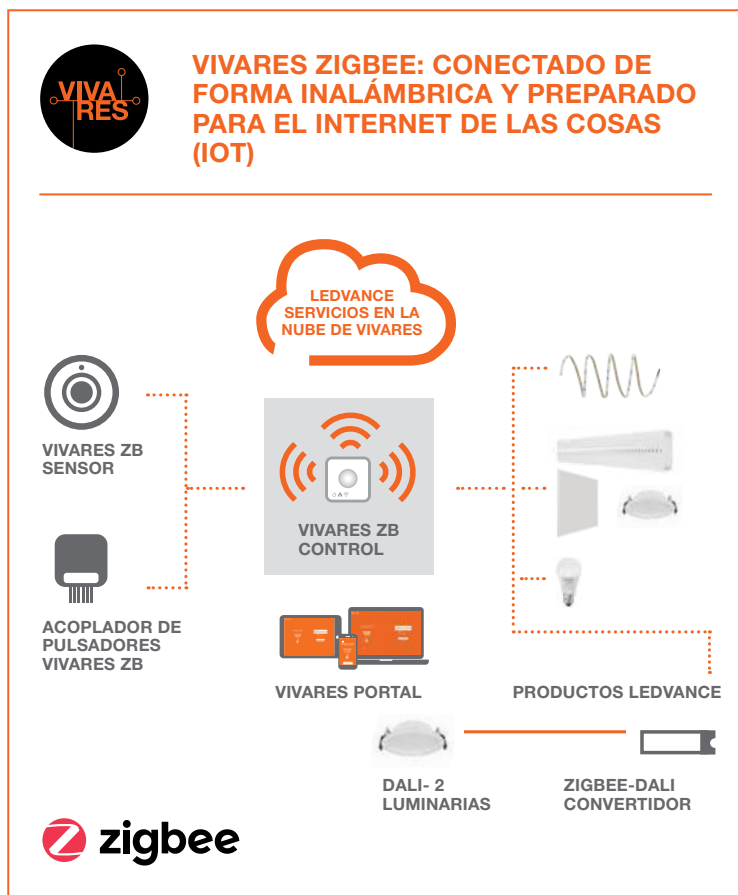 VIVA
RES
VIVARES ZIGBEE: CONECTADO DE
FORMA INALÁMBRICA Y PREPARADO
PARA EL INTERNET DE LAS COSAS
(IOT)
LEDVANCE
SERVICIOS EN LA
NUBE DE VIVARES
VIVARES ZB
SENSOR
VIVARES ZB
CONTROL
ACOPLADOR DE
PULSADORES
VIVARES ZB
VIVARES PORTAL
PRODUCTOS LEDVANCE
DALI- 2
LUMINARIAS
ZIGBEE-DALI
CONVERTIDOR
zigbee